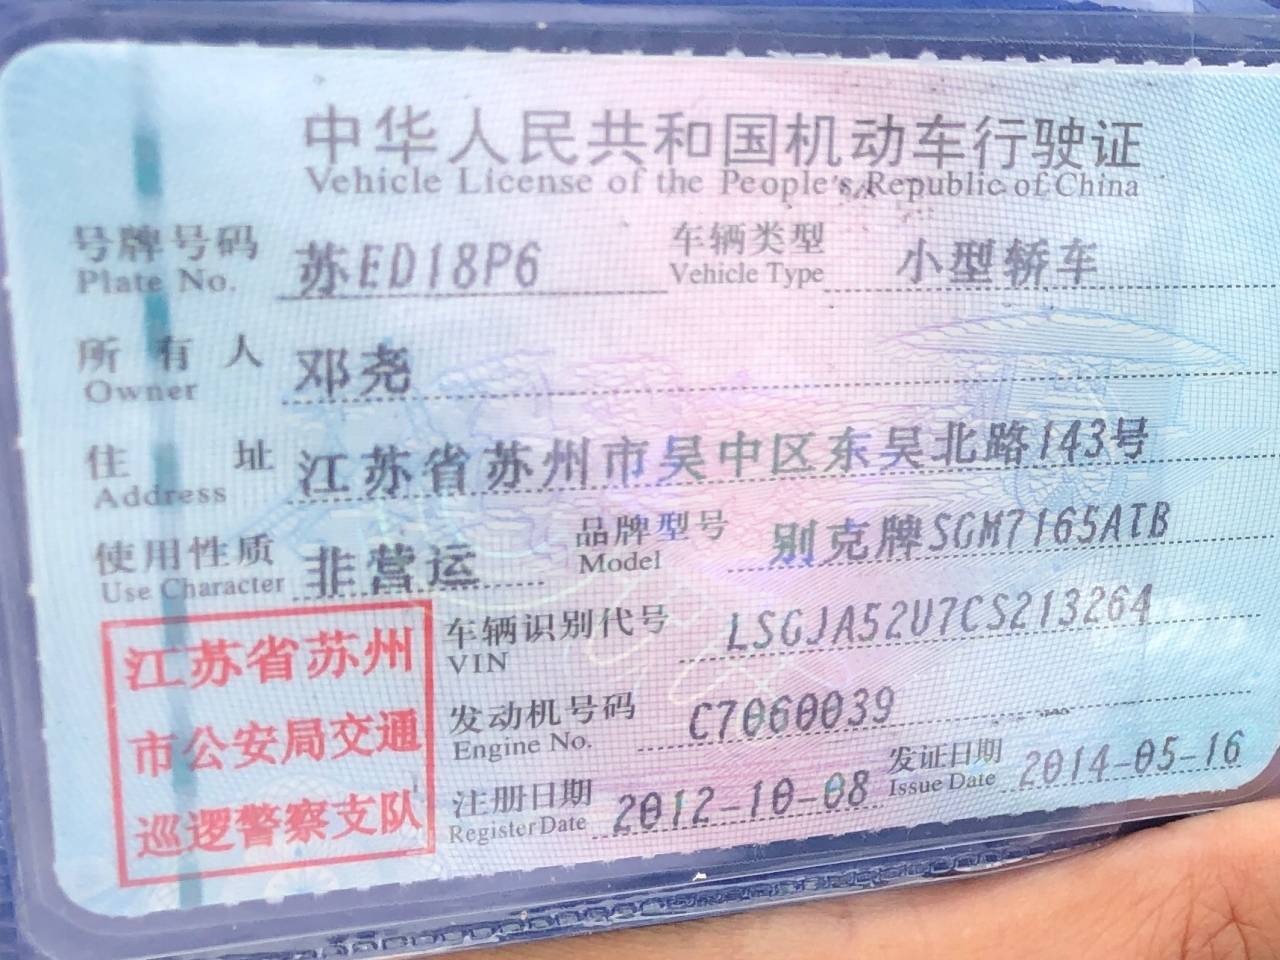 中华人民共和国机动车行驶证
Vehicle License of the People's Republic of China
号牌号码 苏ED18P6 车辆类型 小型轿车
Plate No. Vehicle Type
所有人 邓尧
Owner
住址 江苏省苏州市吴中区东吴北路143号
Address
使用性质 非营运 品牌型号 别克牌SGM7165ATB
Use Character Model
江苏省苏州
市公安局交通
巡逻警察支队
车辆识别代号 LSGJA52U7CS213264
VIN
发动机号码 C7060039
Engine No.
注册日期 2012-10-08 发证日期 2014-05-16
Register Date Issue Date